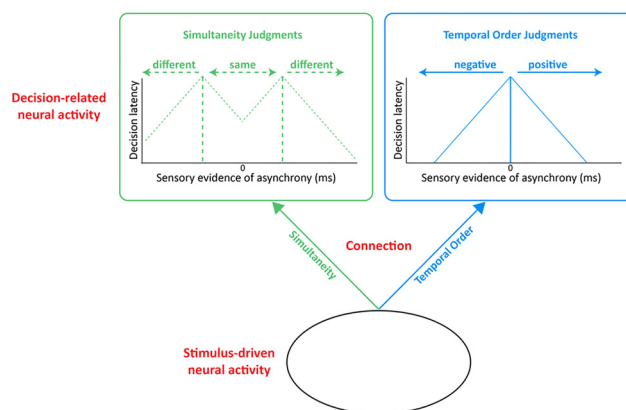 Simultaneity Judgments
different same different
Decision latency
0
Sensory evidence of asynchrony (ms)
Temporal Order Judgments
negative positive
Decision latency
0
Sensory evidence of asynchrony (ms)
Decision-related
neural activity
Connection
Simultaneity
Temporal Order
Stimulus-driven
neural activity